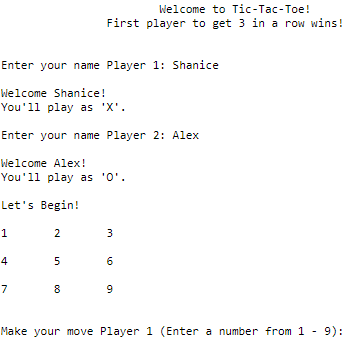 Welcome to Tic-Tac-Toe!
First player to get 3 in a row wins!
Enter your name Player 1: Shanice
Welcome Shanice!
You'll play as 'X'.
Enter your name Player 2: Alex
Welcome Alex!
You'll play as 'O'.
Let's Begin!
1 2 3
4 5 6
7 8 9
Make your move Player 1 (Enter a number from 1 - 9):